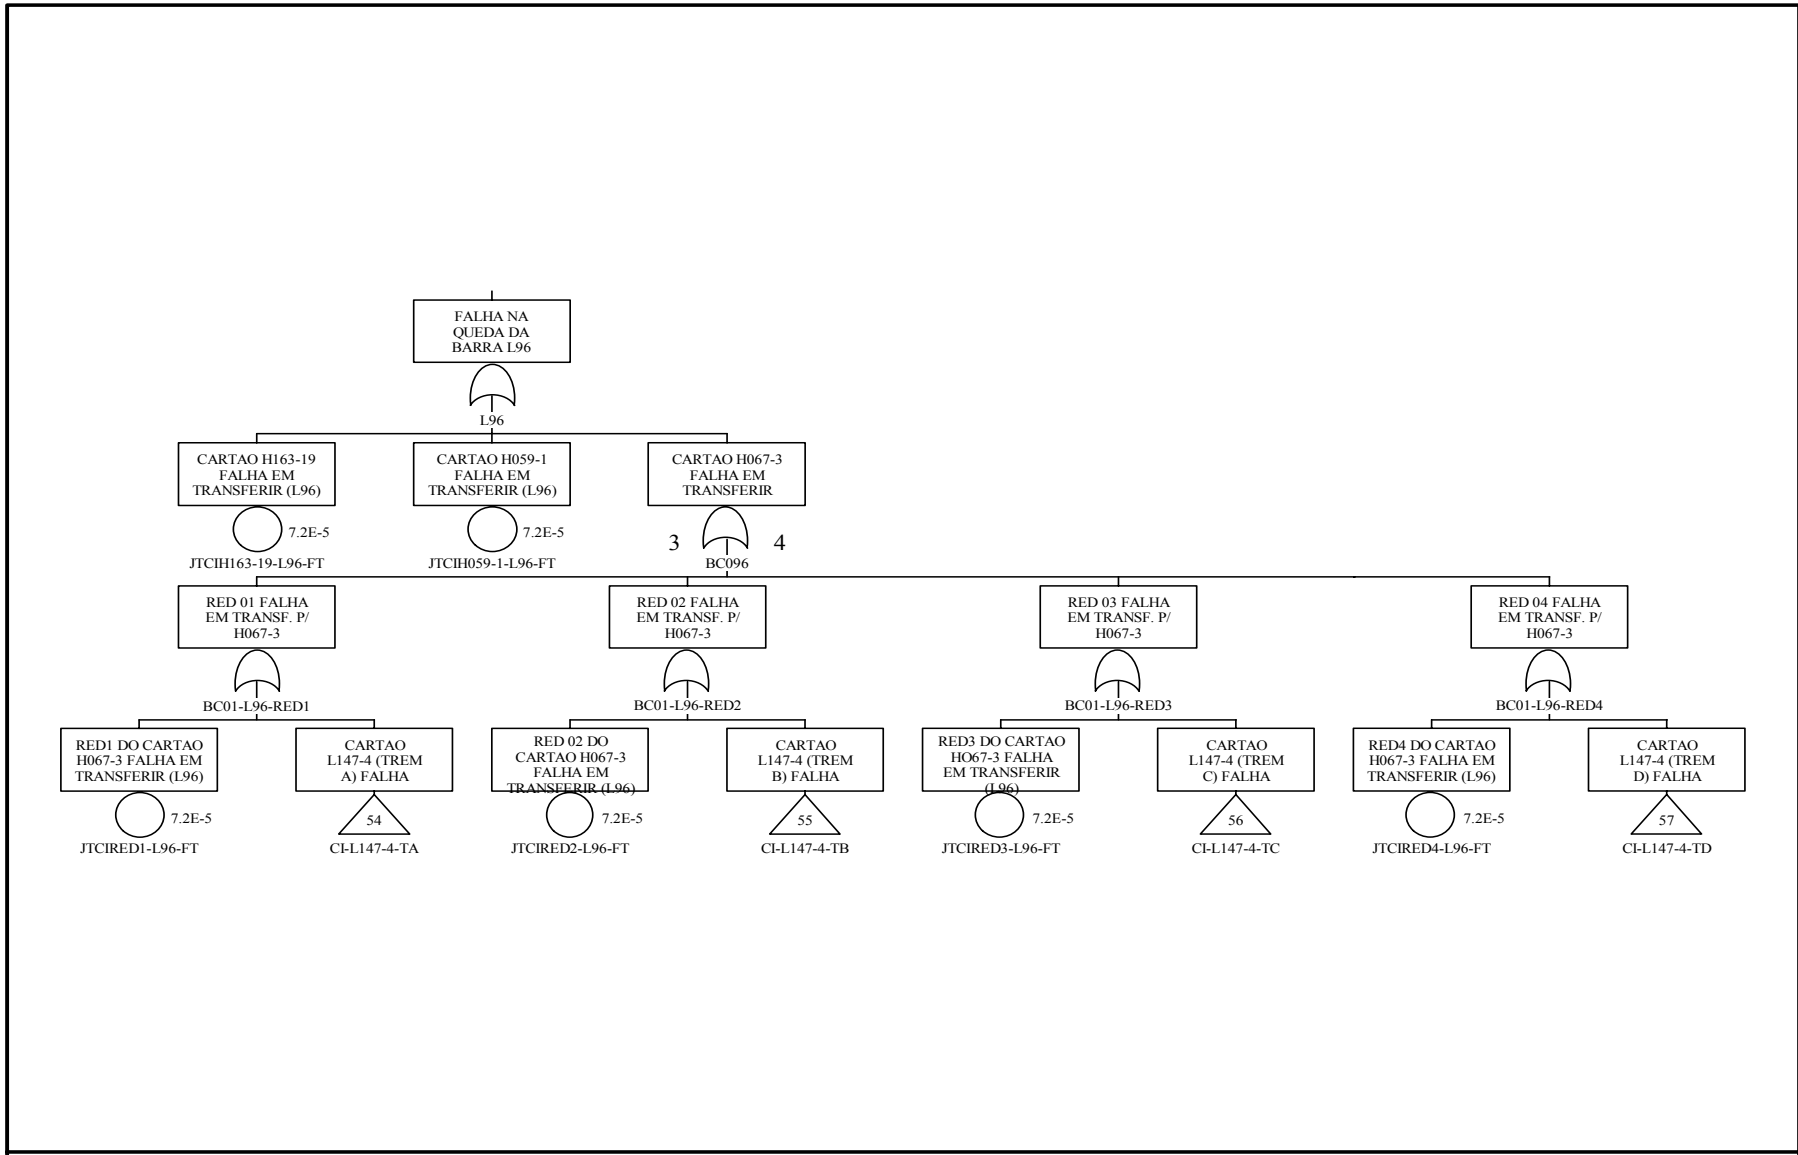 FALHA NA
QUEDA DA
BARRA L96
L96
CARTAO H163-19
FALHA EM
TRANSFERIR (L96)
7.2E-5
JTCIH163-19-L96-FT
CARTAO H059-1
FALHA EM
TRANSFERIR (L96)
7.2E-5
JTCIH059-1-L96-FT
CARTAO H067-3
FALHA EM
TRANSFERIR
3
4
BC096
RED 01 FALHA
EM TRANSF. P/
H067-3
BC01-L96-RED1
RED 02 FALHA
EM TRANSF. P/
H067-3
BC01-L96-RED2
RED 03 FALHA
EM TRANSF. P/
H067-3
BC01-L96-RED3
RED 04 FALHA
EM TRANSF. P/
H067-3
BC01-L96-RED4
RED1 DO CARTAO
H067-3 FALHA EM
TRANSFERIR (L96)
7.2E-5
JTCIRED1-L96-FT
CARTAO
L147-4 (TREM
A) FALHA
54
CI-L147-4-TA
RED 02 DO
CARTAO H067-3
FALHA EM
TRANSFERIR (L96)
7.2E-5
JTCIRED2-L96-FT
CARTAO
L147-4 (TREM
B) FALHA
55
CI-L147-4-TB
RED3 DO CARTAO
HO67-3 FALHA
EM TRANSFERIR
(L96)
7.2E-5
JTCIRED3-L96-FT
CARTAO
L147-4 (TREM
C) FALHA
56
CI-L147-4-TC
RED4 DO CARTAO
H067-3 FALHA EM
TRANSFERIR (L96)
7.2E-5
JTCIRED4-L96-FT
CARTAO
L147-4 (TREM
D) FALHA
57
CI-L147-4-TD